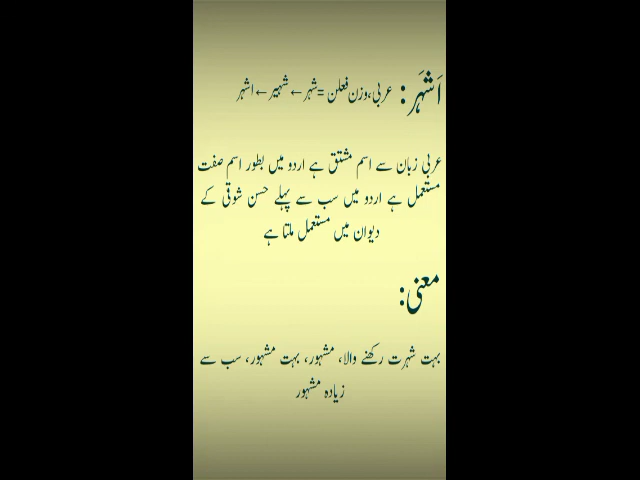 اَشہَر: عربی، وزن فعلن = شہر ← شہیر ← اشہر
عربی زبان سے اسم مشتق ہے اردو میں بطور اسم صفت
مستعمل ہے اردو میں سب سے پہلے حسن شوقی کے
دیوان میں مستعمل ملتا ہے
معنی:
بہت شہرت رکھنے والا، مشہور، بہت مشہور، سب سے
زیادہ مشہور